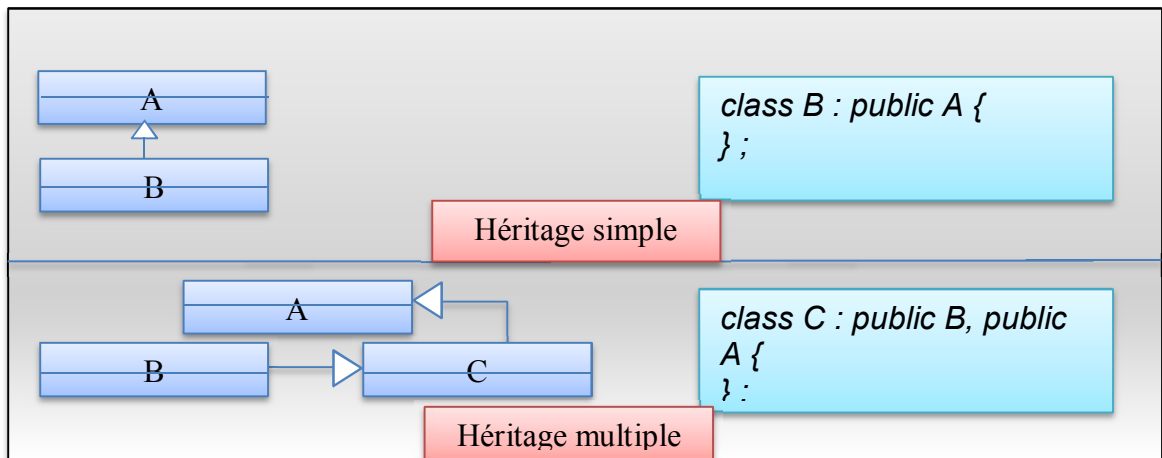 A
B
class B : public A {
} ;
Héritage simple
A
B
C
class C : public B, public
A {
} :
Héritage multiple